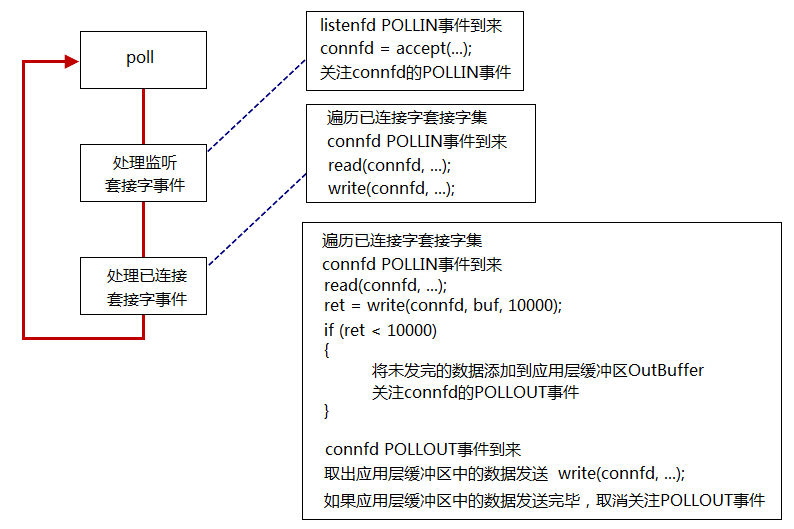 poll
处理监听
套接字事件
处理已连接
套接字事件
listenfd POLLIN事件到来
connfd = accept(...);
关注connfd的POLLIN事件
遍历已连接字套接字集
connfd POLLIN事件到来
read(connfd, ...);
write(connfd, ...);
遍历已连接字套接字集
connfd POLLIN事件到来
read(connfd, ...);
ret = write(connfd, buf, 10000);
if (ret < 10000)
{
将未发完的数据添加到应用层缓冲区OutBuffer
关注connfd的POLLOUT事件
}
connfd POLLOUT事件到来
取出应用层缓冲区中的数据发送 write(connfd, ...);
如果应用层缓冲区中的数据发送完毕，取消关注POLLOUT事件